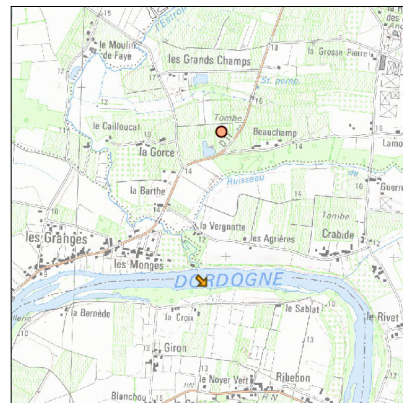 le Moulin
de Faye
l'Estrop
les Grands Champs
la Grosse-Pierre
St. pomp.
Tombe
le Cailloucat
Beauchamp
la Gorce
Ruisseau
de
la Barthe
Tombe
la Vergnotte
Crabide
les Granges
les Agrières
les Monges
DORDOGNE
la Bernède
la Croix
le Sablat
le Rivet
Giron
le Noyer Vert
Ribebon
Blanchou